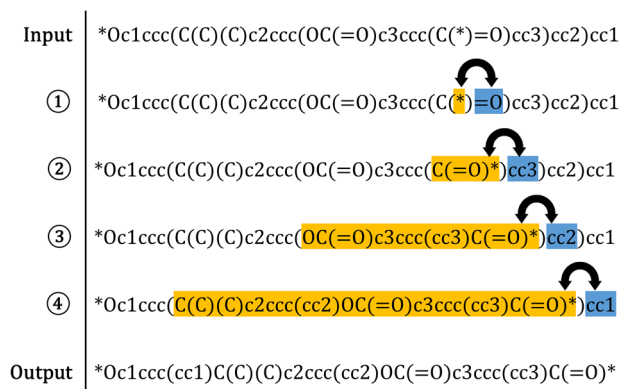 Input *Oc1ccc(C(C)(C)c2ccc(OC(=O)c3ccc(C(*)=O)cc3)cc2)cc1
① *Oc1ccc(C(C)(C)c2ccc(OC(=O)c3ccc(C(*)=O)cc3)cc2)cc1
② *Oc1ccc(C(C)(C)c2ccc(OC(=O)c3ccc(C(=O)*)cc3)cc2)cc1
③ *Oc1ccc(C(C)(C)c2ccc(OC(=O)c3ccc(cc3)C(=O)*)cc2)cc1
④ *Oc1ccc(C(C)(C)c2ccc(cc2)OC(=O)c3ccc(cc3)C(=O)*)cc1
Output *Oc1ccc(cc1)C(C)(C)c2ccc(cc2)OC(=O)c3ccc(cc3)C(=O)*